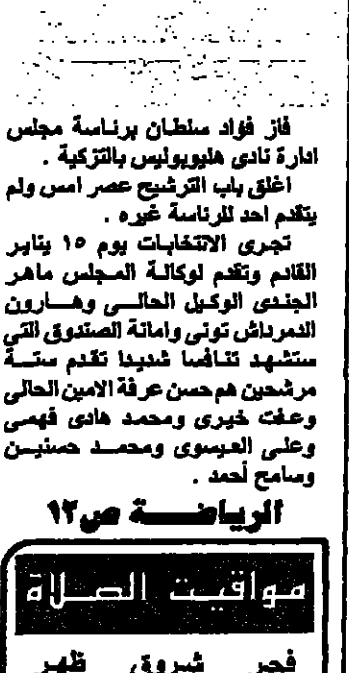 فاز فؤاد سلطان برئاسة مجلس
ادارة نادى هليوبوليس بالتزكية .
اغلق باب الترشيح عصر امس ولم
يتقدم احد للرئاسة غيره .
تجرى الانتخابات يوم ١٥ يناير
القادم وتقدم لوكالة المجلس ماهر
الجندى الوكيل الحالى وهارون
الدمرداش تونى وامانة الصندوق التى
ستشهد تنافسا شديدا تقدم ستة
مرشحين هم حسن عرفة الامين الحالى
وعفت خيرى ومحمد هادى فهمى
وعلى العيسوى ومحمد حسنين
وسامح أحمد .
الرياضة ص١٢
مواقيت الصلاة
فجر شروق ظهر